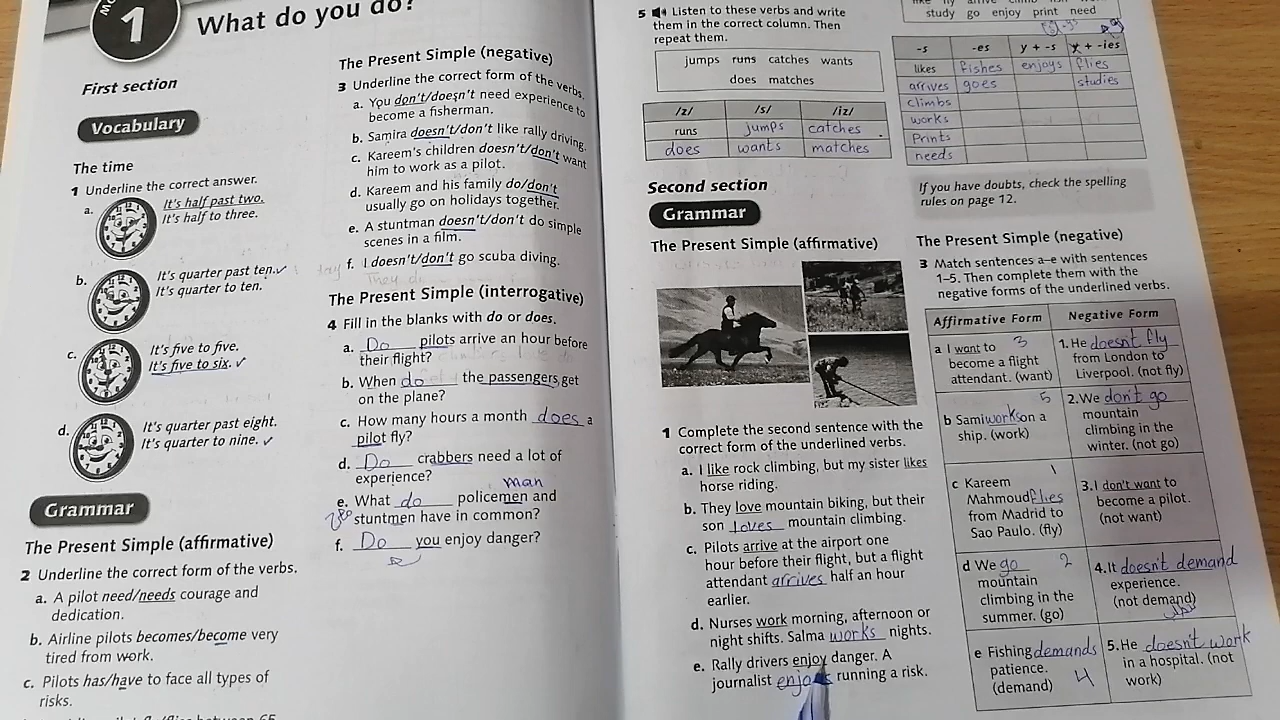 1
What do you do?
First section
Vocabulary
The time
1 Underline the correct answer.
a.
It's half past two.
It's half to three.
b.
It's quarter past ten.✓
It's quarter to ten.
c.
It's five to five.
It's five to six. ✓
d.
It's quarter past eight.
It's quarter to nine. ✓
Grammar
The Present Simple (affirmative)
2 Underline the correct form of the verbs.
a. A pilot need/needs courage and
dedication.
b. Airline pilots becomes/become very
tired from work.
c. Pilots has/have to face all types of
risks.
The Present Simple (negative)
3 Underline the correct form of the verbs.
a. You don't/doesn't need experience to
become a fisherman.
b. Samira doesn't/don't like rally driving.
c. Kareem's children doesn't/don't want
him to work as a pilot.
d. Kareem and his family do/don't
usually go on holidays together.
e. A stuntman doesn't/don't do simple
scenes in a film.
f. I doesn't/don't go scuba diving.
The Present Simple (interrogative)
4 Fill in the blanks with do or does.
a. Do pilots arrive an hour before
their flight?
b. When do the passengers get
on the plane?
c. How many hours a month does a
pilot fly?
d. Do crabbers need a lot of
experience?
man
e. What do policemen and
stuntmen have in common?
f. Do you enjoy danger?
5 Listen to these verbs and write
them in the correct column. Then
repeat them.
jumps runs catches wants
does matches
/z/ /s/ /iz/
runs jumps catches
does wants matches
Second section
Grammar
The Present Simple (affirmative)
1 Complete the second sentence with the
correct form of the underlined verbs.
a. I like rock climbing, but my sister likes
horse riding.
b. They love mountain biking, but their
son loves mountain climbing.
c. Pilots arrive at the airport one
hour before their flight, but a flight
attendant arrives half an hour
earlier.
d. Nurses work morning, afternoon or
night shifts. Salma works nights.
e. Rally drivers enjoy danger. A
journalist running a risk.
study go enjoy print need
-s -es y + -s y + -ies
likes fishes enjoys flies
arrives goes studies
climbs
works
Prints
needs
If you have doubts, check the spelling
rules on page 12.
The Present Simple (negative)
3 Match sentences a–e with sentences
1–5. Then complete them with the
negative forms of the underlined verbs.
Affirmative Form Negative Form
a I want to 3
become a flight
attendant. (want)
1. He doesn't fly
from London to
Liverpool. (not fly)
5
b Sami works on a
ship. (work)
2. We don't go
mountain
climbing in the
winter. (not go)
c Kareem 1
Mahmoud flies
from Madrid to
Sao Paulo. (fly)
3. I don't want to
become a pilot.
(not want)
d We go 2
mountain
climbing in the
summer. (go)
4. It doesn't demand
experience.
(not demand)
e Fishing demands
patience.
(demand) 4
5. He doesn't work
in a hospital. (not
work)